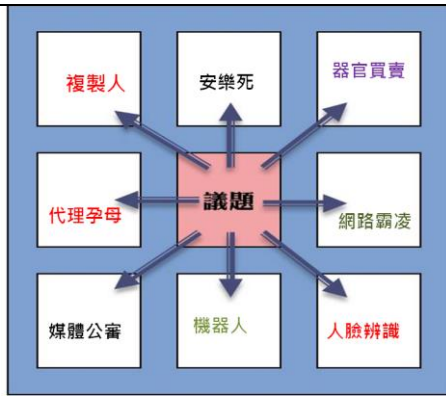 複製人
安樂死
器官買賣
代理孕母
議題
網路霸凌
媒體公審
機器人
人臉辨識